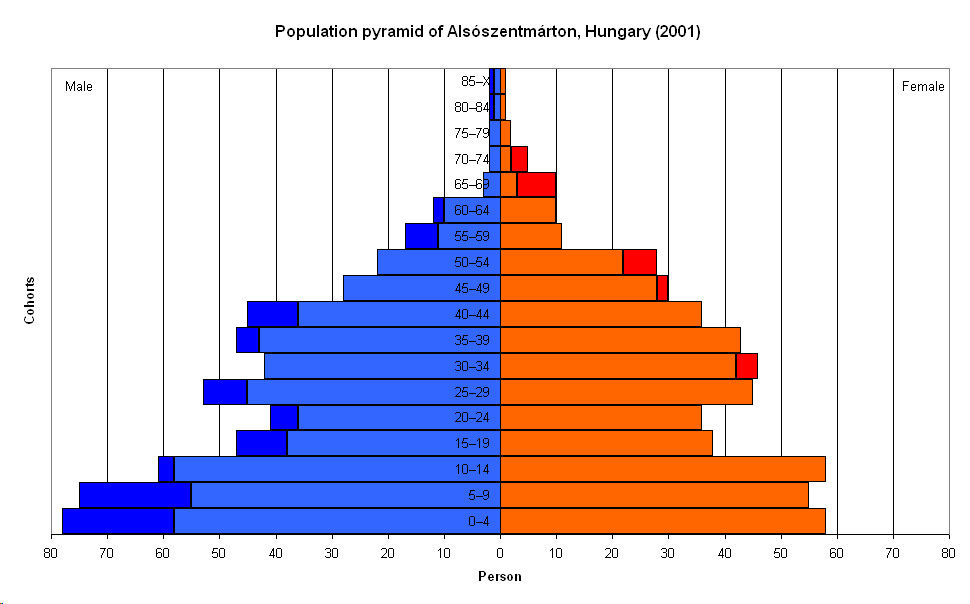 Population pyramid of Alsószentmárton, Hungary (2001)
Male
Female
85–X
80–84
75–79
70–74
65–69
60–64
55–59
50–54
45–49
40–44
35–39
30–34
25–29
20–24
15–19
10–14
5–9
0–4
Cohorts
80 70 60 50 40 30 20 10 0 10 20 30 40 50 60 70 80
Person